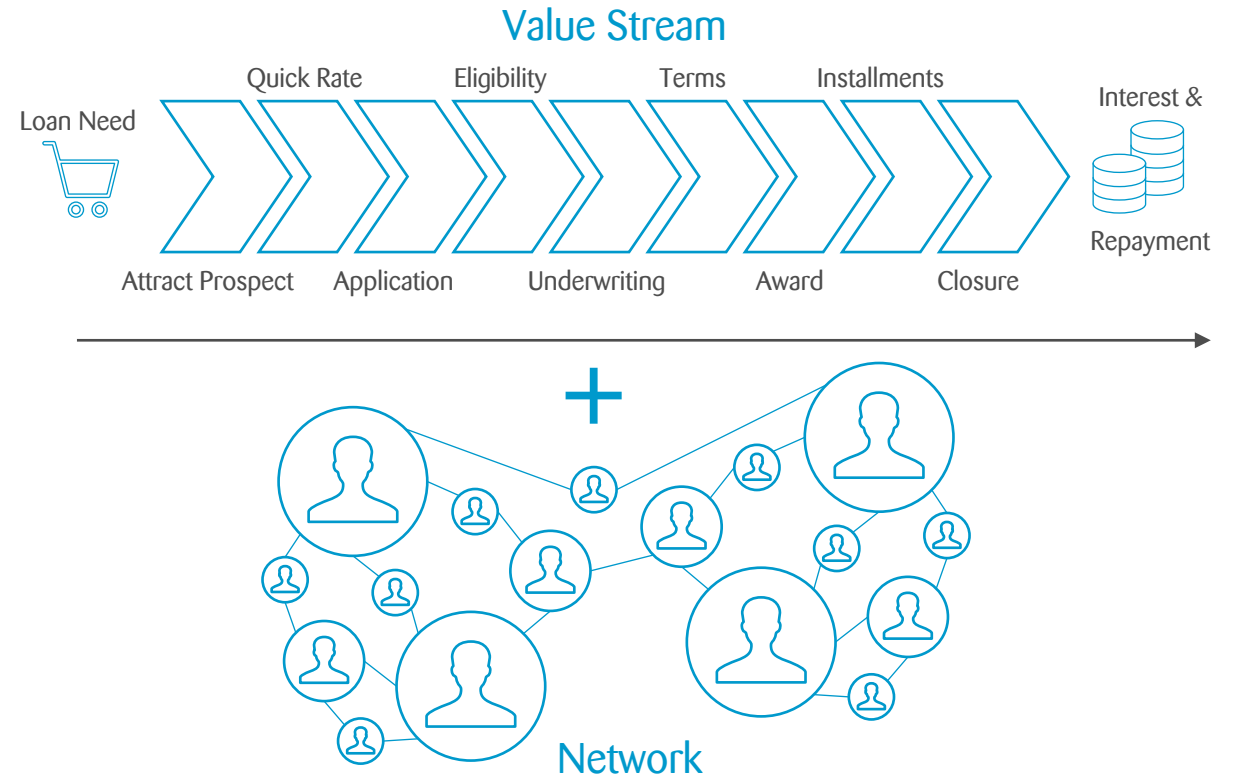 Value Stream
Quick Rate
Eligibility
Terms
Installments
Interest &
Loan Need
Repayment
Attract Prospect
Application
Underwriting
Award
Closure
+
Network